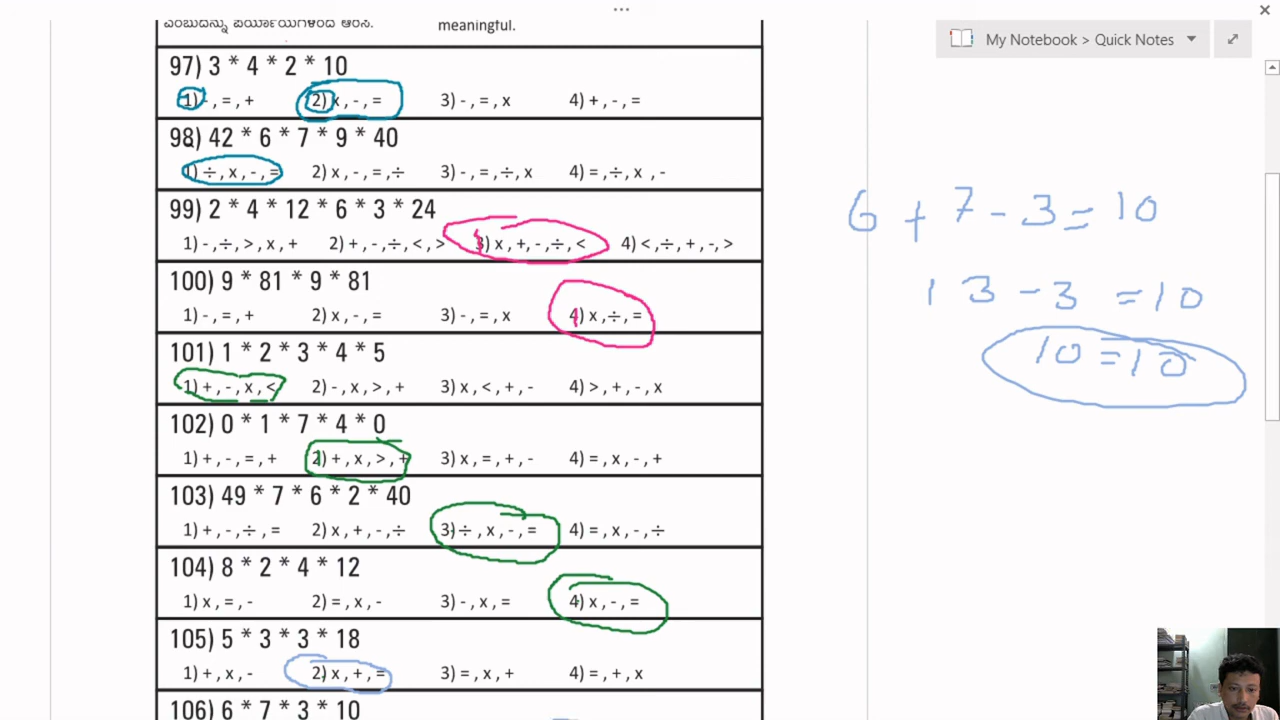 ಎಂಬುದನ್ನು ಪರ್ಯಾಯಗಳಿಂದ ಆರಿಸಿ.
meaningful.
My Notebook > Quick Notes
97) 3 * 4 * 2 * 10
1) -, = , + 2) x , - , = 3) - , = , x 4) + , - , =
98) 42 * 6 * 7 * 9 * 40
1) ÷ , x , - , = 2) x , - , = , ÷ 3) - , = , ÷ , x 4) = , ÷ , x , -
99) 2 * 4 * 12 * 6 * 3 * 24
1) - , ÷ , > , x , + 2) + , - , ÷ , < , > 3) x , + , - , ÷ , < 4) < , ÷ , + , - , >
100) 9 * 81 * 9 * 81
1) - , = , + 2) x , - , = 3) - , = , x 4) x , ÷ , =
101) 1 * 2 * 3 * 4 * 5
1) + , - , x , < 2) - , x , > , + 3) x , < , + , - 4) > , + , - , x
102) 0 * 1 * 7 * 4 * 0
1) + , - , = , + 2) + , x , > , + 3) x , = , + , - 4) = , x , - , +
103) 49 * 7 * 6 * 2 * 40
1) + , - , ÷ , = 2) x , + , - , ÷ 3) ÷ , x , - , = 4) = , x , - , ÷
104) 8 * 2 * 4 * 12
1) x , = , - 2) = , x , - 3) - , x , = 4) x , - , =
105) 5 * 3 * 3 * 18
1) + , x , - 2) x , + , = 3) = , x , + 4) = , + , x
106) 6 * 7 * 3 * 10
6 + 7 - 3 = 10
13 - 3 = 10
10 = 10